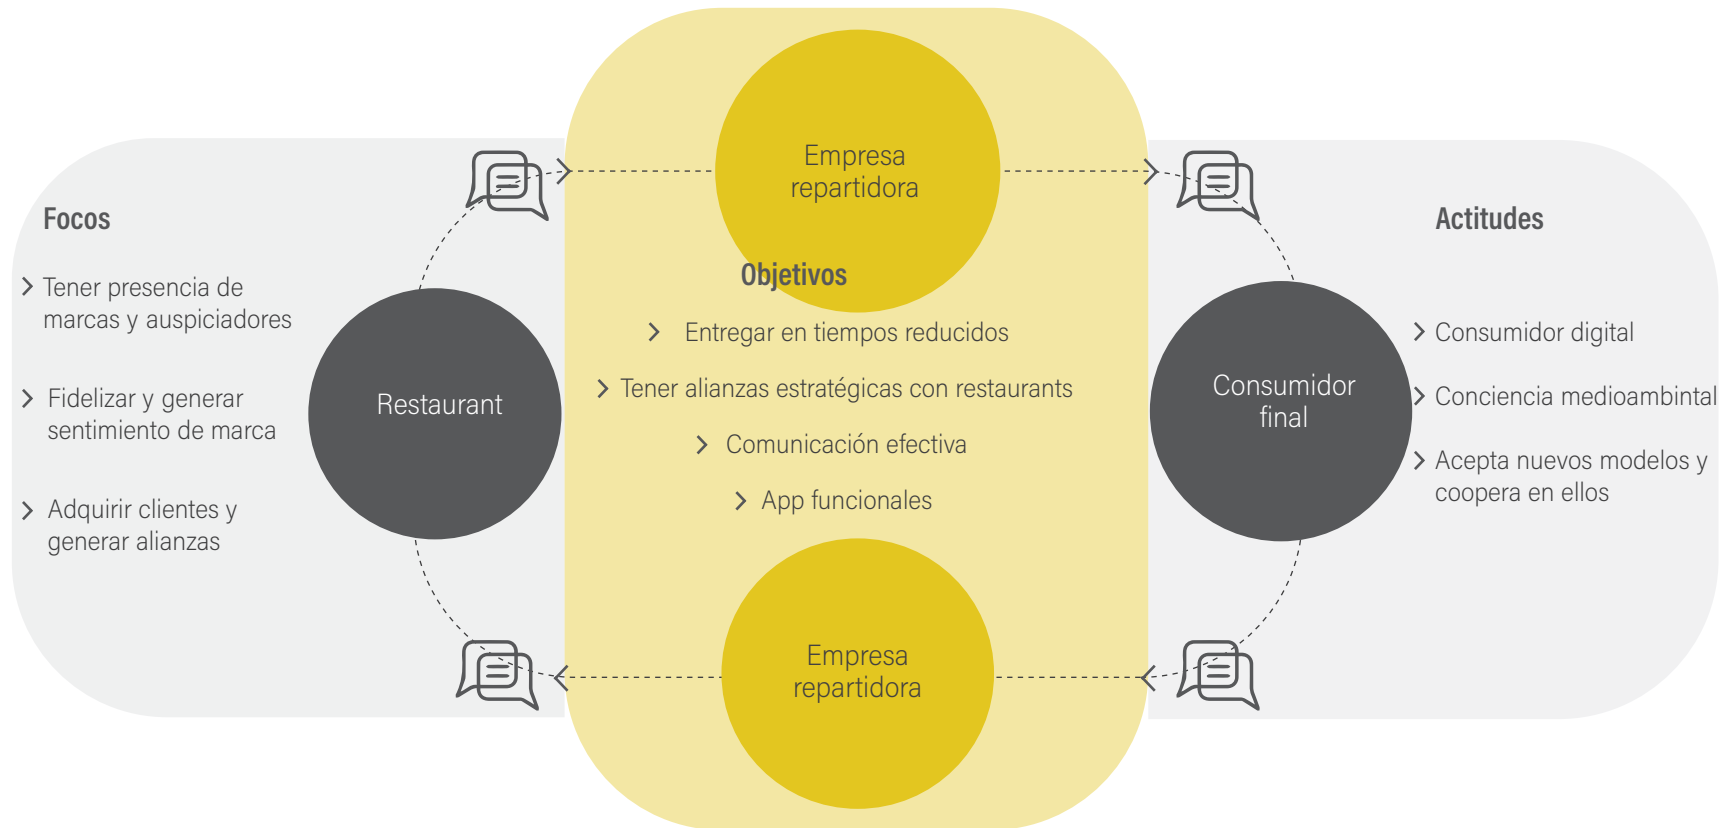 Focos
Tener presencia de
marcas y auspiciadores
Fidelizar y generar
sentimiento de marca
Adquirir clientes y
generar alianzas
Restaurant
Empresa
repartidora
Objetivos
Entregar en tiempos reducidos
Tener alianzas estratégicas con restaurants
Comunicación efectiva
App funcionales
Empresa
repartidora
Consumidor
final
Actitudes
Consumidor digital
Conciencia medioambintal
Acepta nuevos modelos y
coopera en ellos